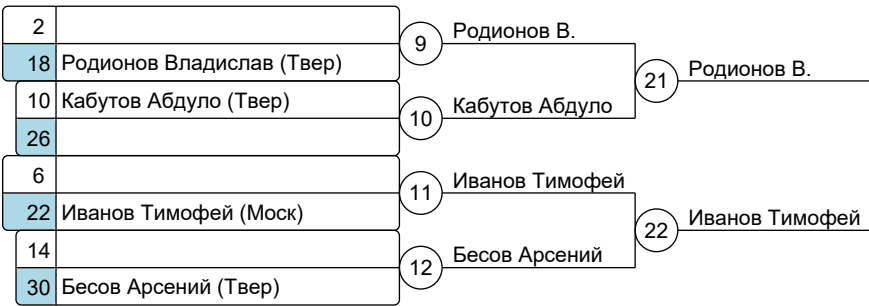 2
18 Родионов Владислав (Твер)
9 Родионов В.
10 Кабутов Абдуло (Твер)
26
10 Кабутов Абдуло
21 Родионов В.
6
22 Иванов Тимофей (Моск)
11 Иванов Тимофей
14
30 Бесов Арсений (Твер)
12 Бесов Арсений
22 Иванов Тимофей